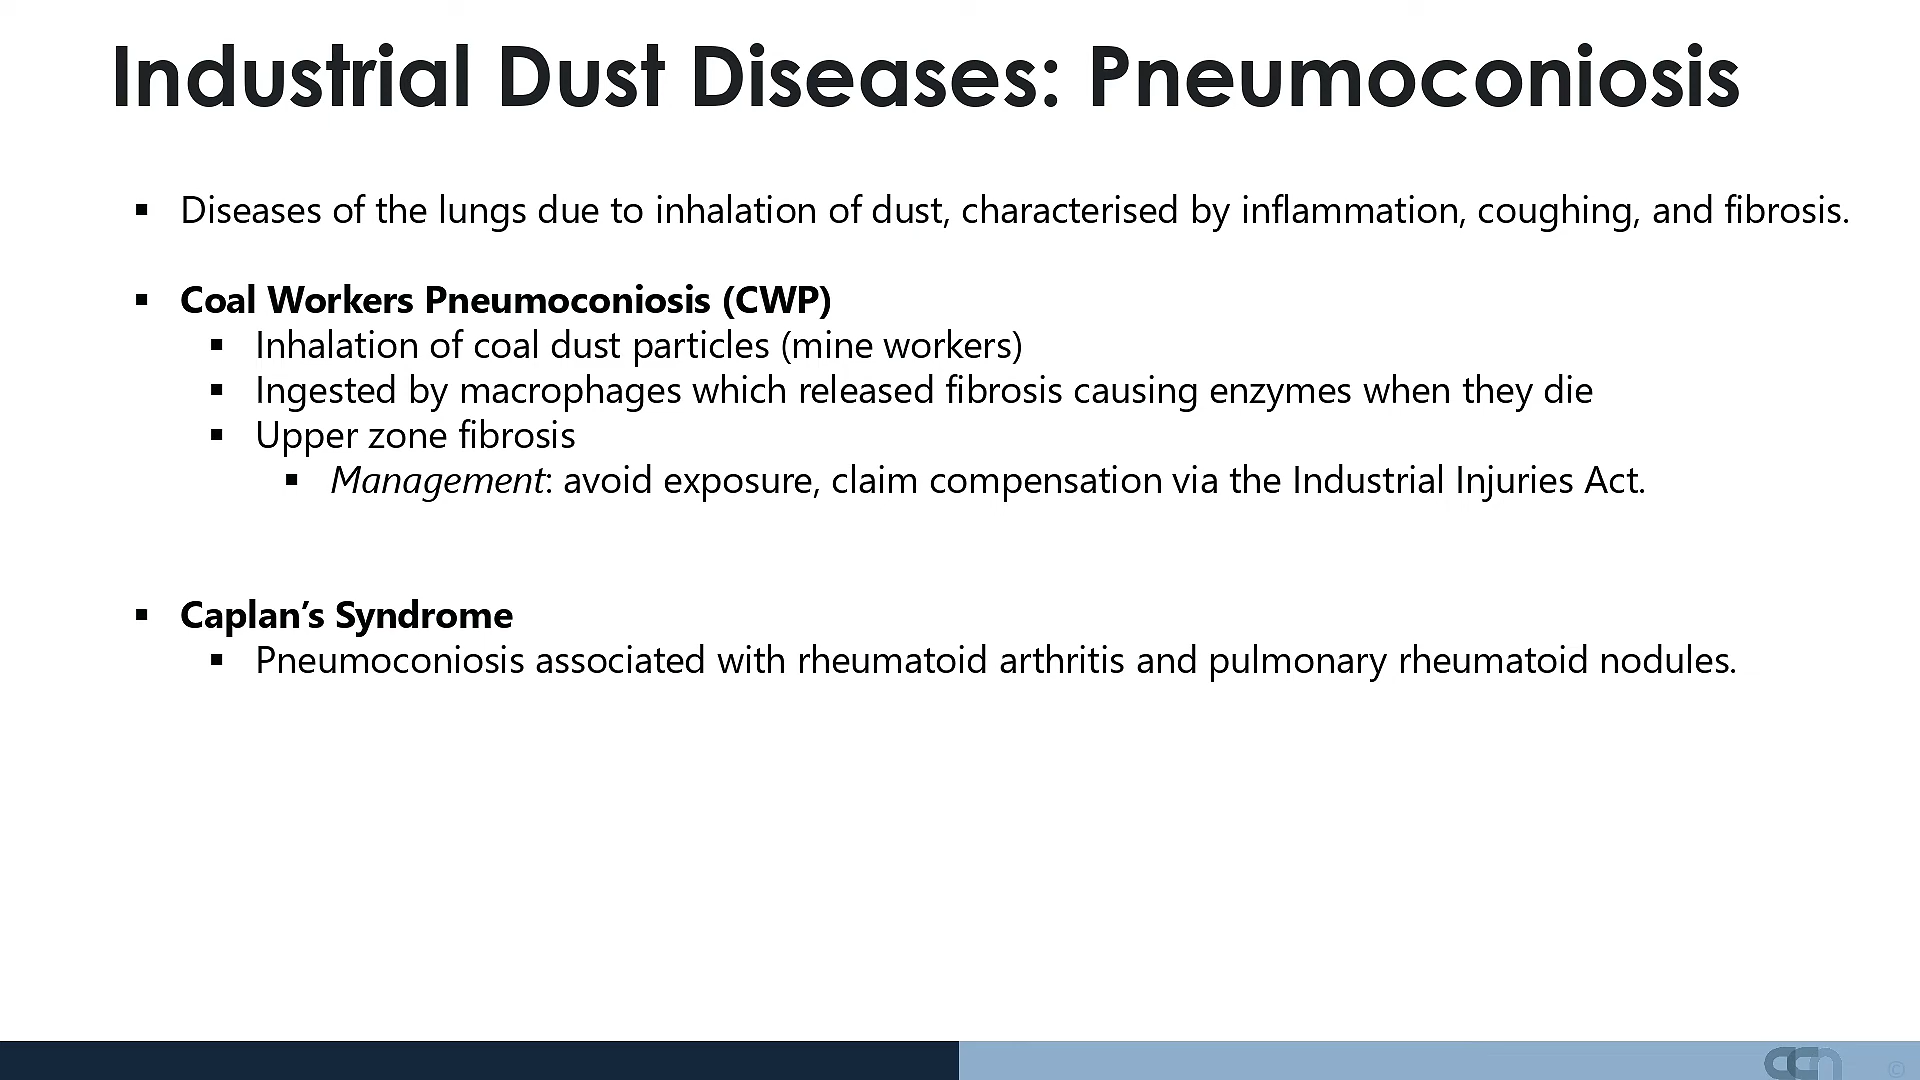 Industrial Dust Diseases: Pneumoconiosis
▪ Diseases of the lungs due to inhalation of dust, characterised by inflammation, coughing, and fibrosis.
▪ Coal Workers Pneumoconiosis (CWP)
▪ Inhalation of coal dust particles (mine workers)
▪ Ingested by macrophages which released fibrosis causing enzymes when they die
▪ Upper zone fibrosis
▪ Management: avoid exposure, claim compensation via the Industrial Injuries Act.
▪ Caplan’s Syndrome
▪ Pneumoconiosis associated with rheumatoid arthritis and pulmonary rheumatoid nodules.
©